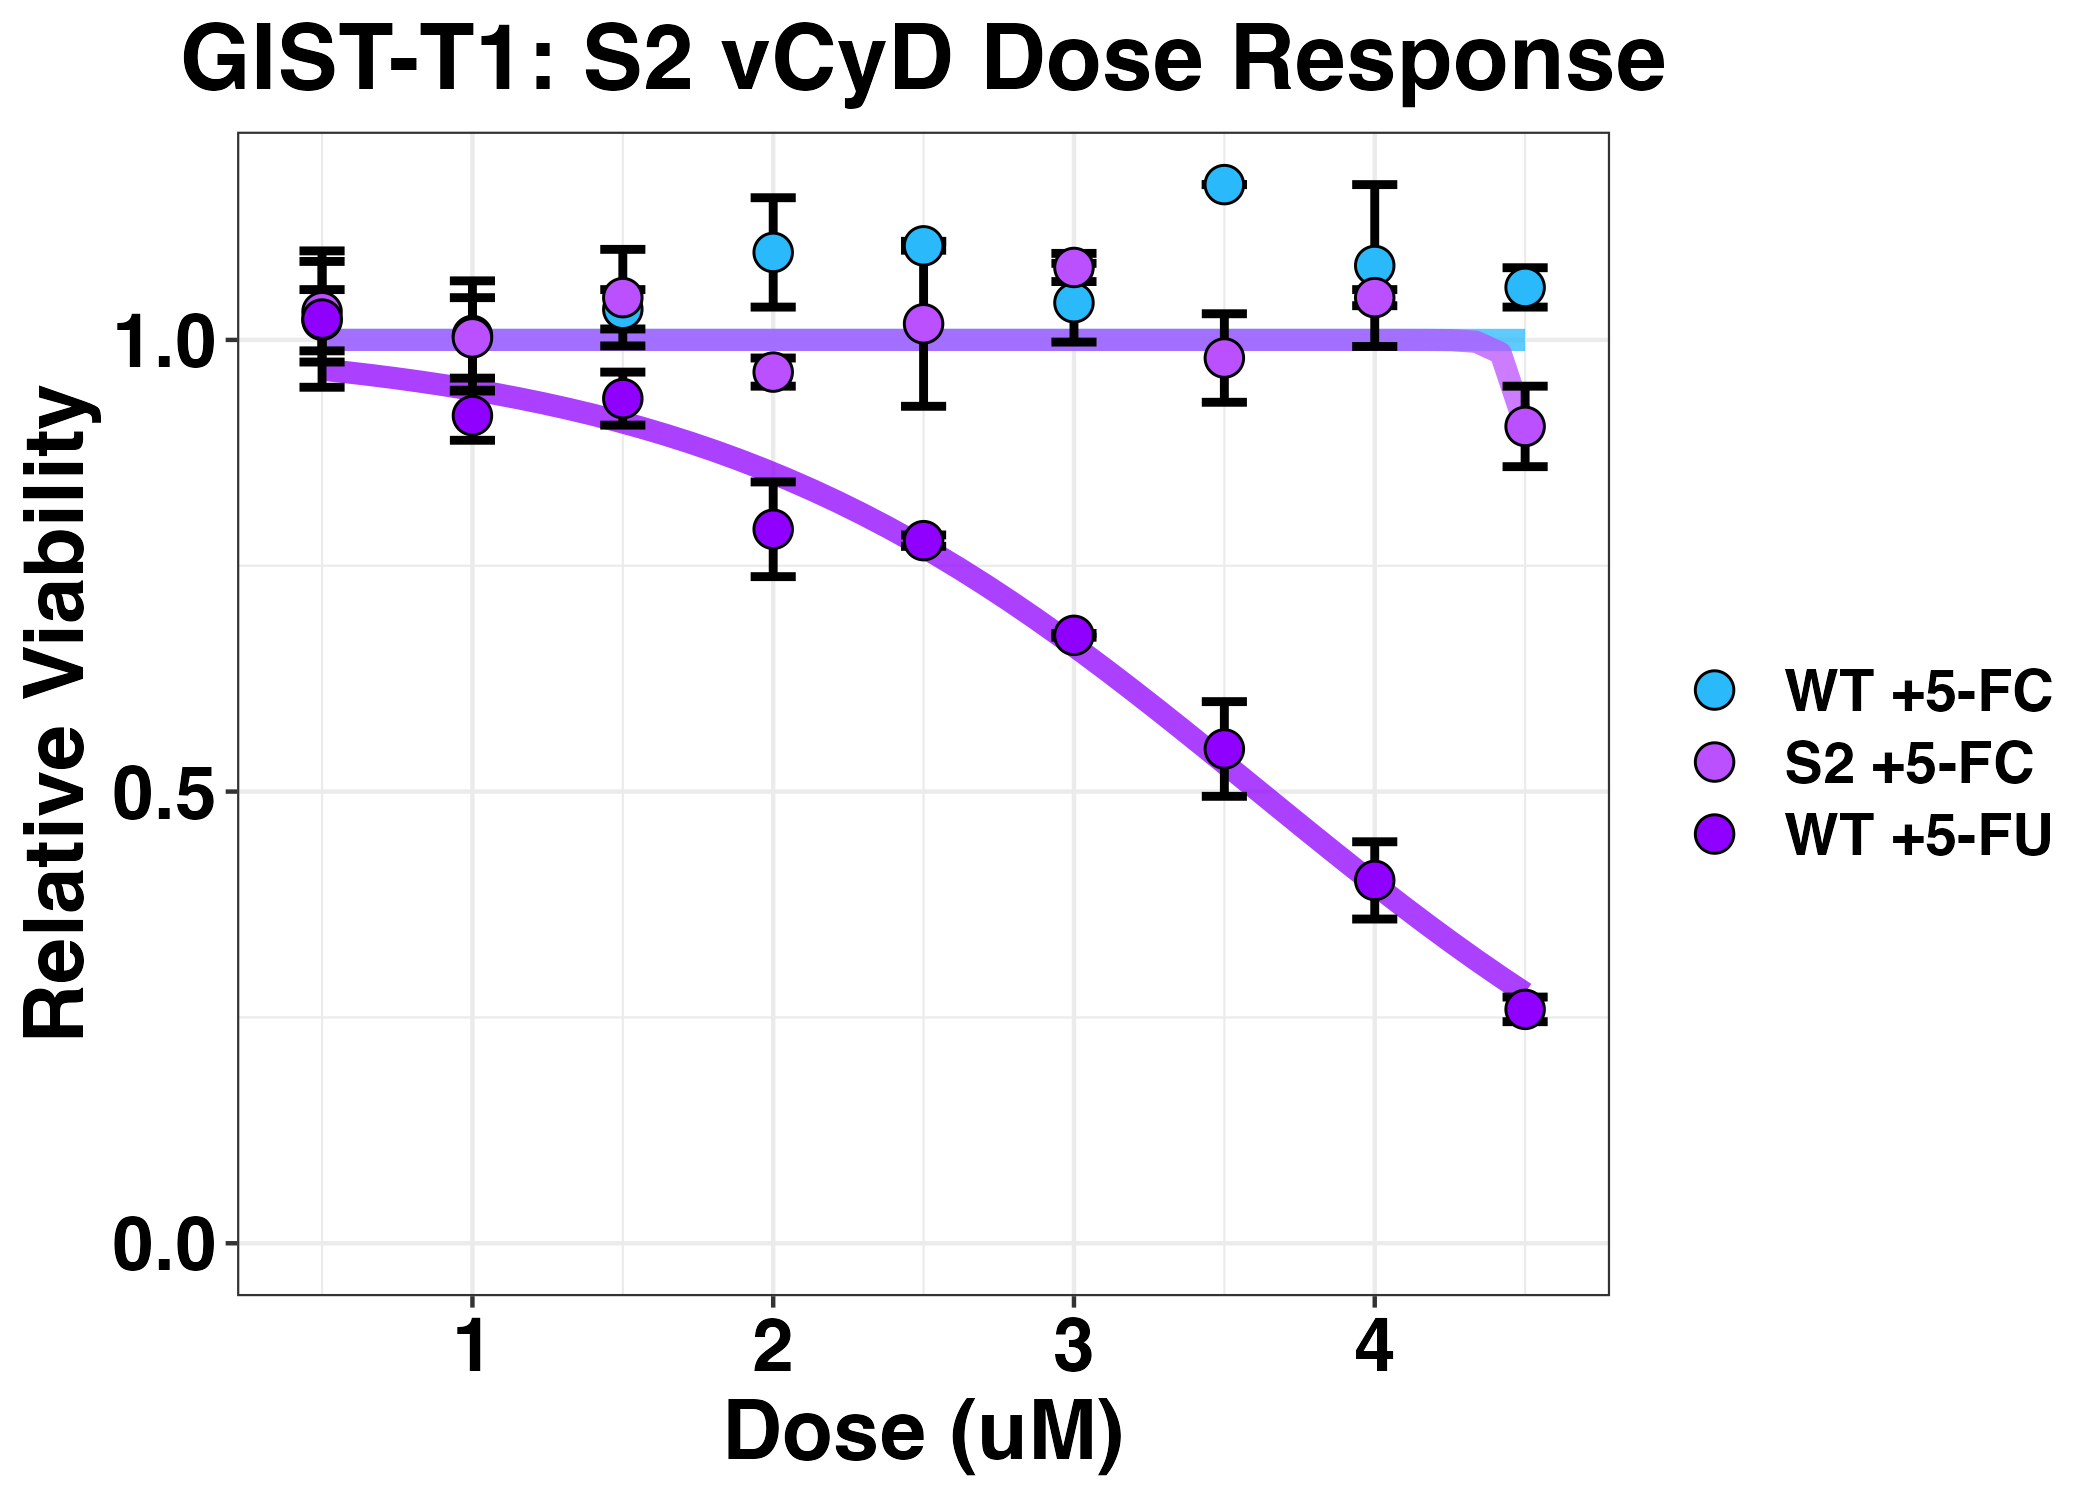 GIST-T1: S2 vCyD Dose Response
Relative Viability
1.0
0.5
0.0
1 2 3 4
Dose (uM)
WT +5-FC
S2 +5-FC
WT +5-FU